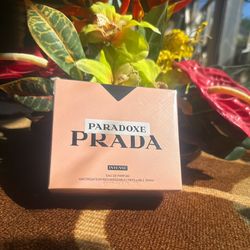 PARADOXE
PRADA
INTENSE
EAU DE PARFUM